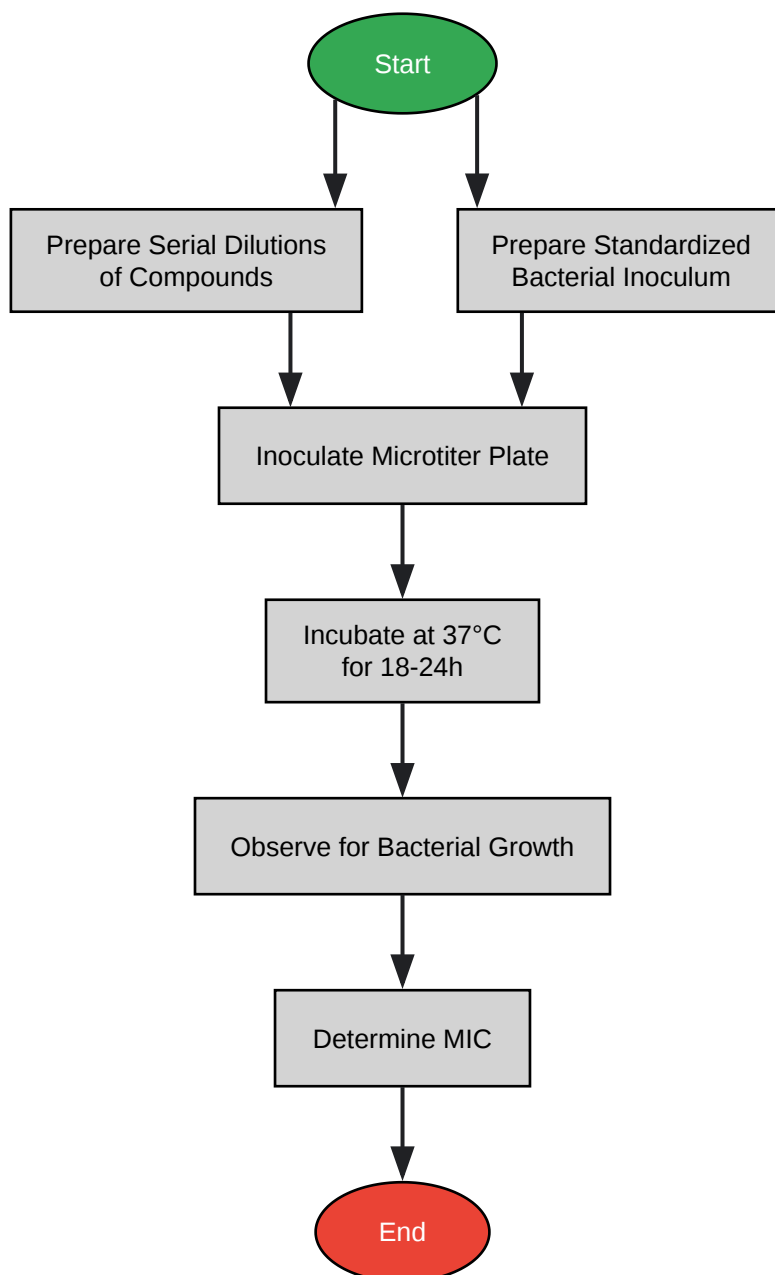 Start
Prepare Serial Dilutions
of Compounds
Prepare Standardized
Bacterial Inoculum
Inoculate Microtiter Plate
Incubate at 37°C
for 18-24h
Observe for Bacterial Growth
Determine MIC
End